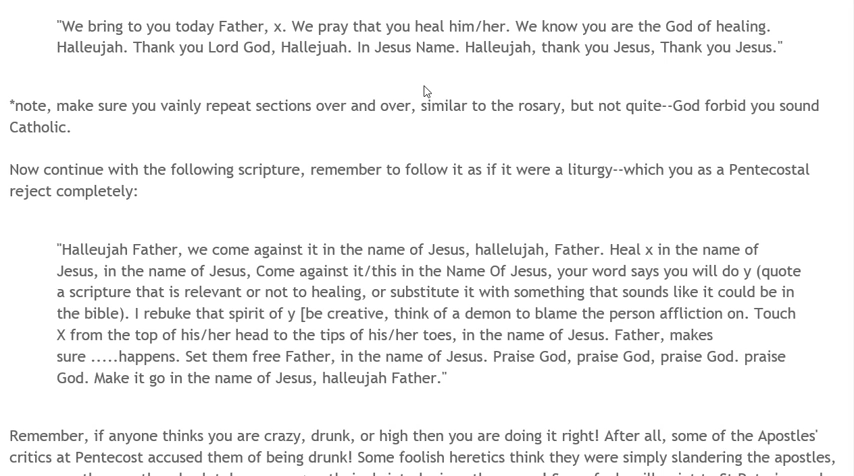 "We bring to you today Father, x. We pray that you heal him/her. We know you are the God of healing.
Halleujah. Thank you Lord God, Hallejuah. In Jesus Name. Halleujah, thank you Jesus, Thank you Jesus."
*note, make sure you vainly repeat sections over and over, similar to the rosary, but not quite--God forbid you sound
Catholic.
Now continue with the following scripture, remember to follow it as if it were a liturgy--which you as a Pentecostal
reject completely:
"Halleujah Father, we come against it in the name of Jesus, hallelujah, Father. Heal x in the name of
Jesus, in the name of Jesus, Come against it/this in the Name Of Jesus, your word says you will do y (quote
a scripture that is relevant or not to healing, or substitute it with something that sounds like it could be in
the bible). I rebuke that spirit of y [be creative, think of a demon to blame the person affliction on. Touch
X from the top of his/her head to the tips of his/her toes, in the name of Jesus. Father, makes
sure .....happens. Set them free Father, in the name of Jesus. Praise God, praise God, praise God. praise
God. Make it go in the name of Jesus, halleujah Father."
Remember, if anyone thinks you are crazy, drunk, or high then you are doing it right! After all, some of the Apostles'
critics at Pentecost accused them of being drunk! Some foolish heretics think they were simply slandering the apostles,